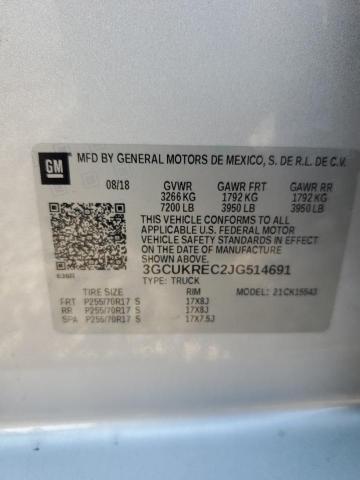 GM
MFD BY GENERAL MOTORS DE MEXICO, S. DE R.L. DE C.V.
08/18 GVWR GAWR FRT GAWR RR
3266 KG 1792 KG 1792 KG
7200 LB 3950 LB 3950 LB
THIS VEHICLE CONFORMS TO ALL APPLICABLE
U.S. FEDERAL MOTOR VEHICLE SAFETY
STANDARDS IN EFFECT ON THE DATE OF
MANUFACTURE SHOWN ABOVE.
3GCUKREC2JG514691
TYPE: TRUCK
TIRE SIZE RIM MODEL: 21CK15543
FRT P255/70R17 S 17X8J
RR P255/70R17 S 17X8J
SPA P255/70R17 S 17X7.5J